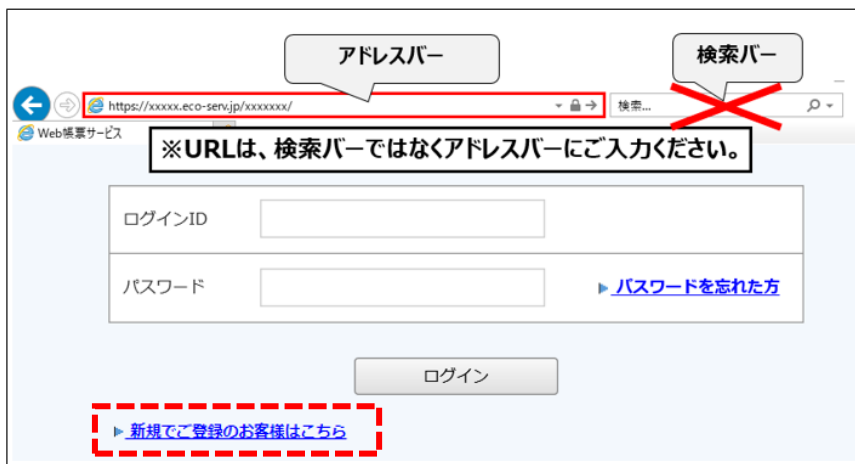 アドレスバー
検索バー
https://xxxxx.eco-serv.jp/xxxxxxx/
検索...
Web帳票サービス
※URLは、検索バーではなくアドレスバーにご入力ください。
ログインID
パスワード
パスワードを忘れた方
ログイン
新規でご登録のお客様はこちら